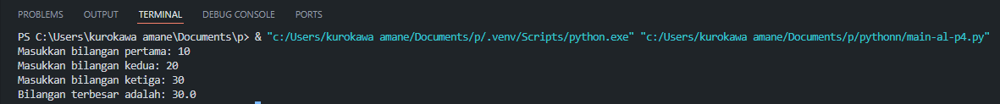 PROBLEMS OUTPUT TERMINAL DEBUG CONSOLE PORTS
PS C:\Users\kurokawa amane\Documents\p> & "c:/Users/kurokawa amane/Documents/p/.venv/Scripts/python.exe" "c:/Users/kurokawa amane/Documents/p/pythonn/main-al-p4.py"
Masukkan bilangan pertama: 10
Masukkan bilangan kedua: 20
Masukkan bilangan ketiga: 30
Bilangan terbesar adalah: 30.0